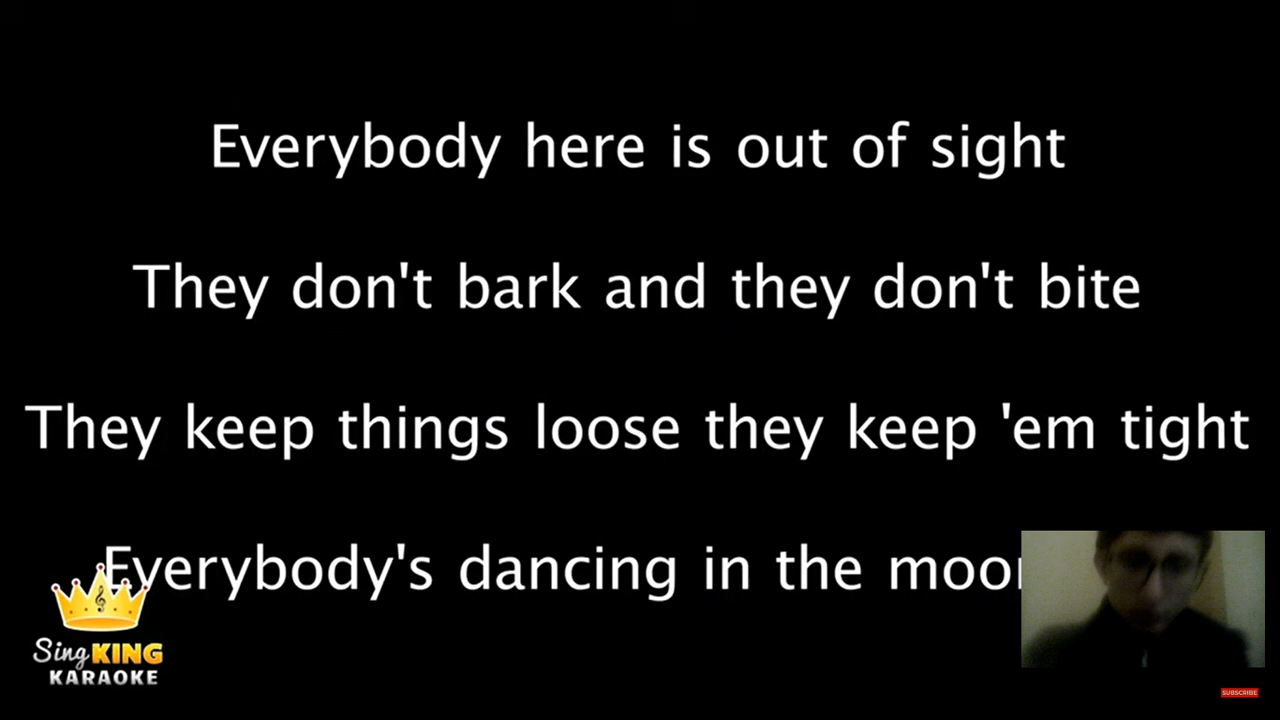 Everybody here is out of sight
They don't bark and they don't bite
They keep things loose they keep 'em tight
Everybody's dancing in the moon
Sing KING
KARAOKE
SUBSCRIBE